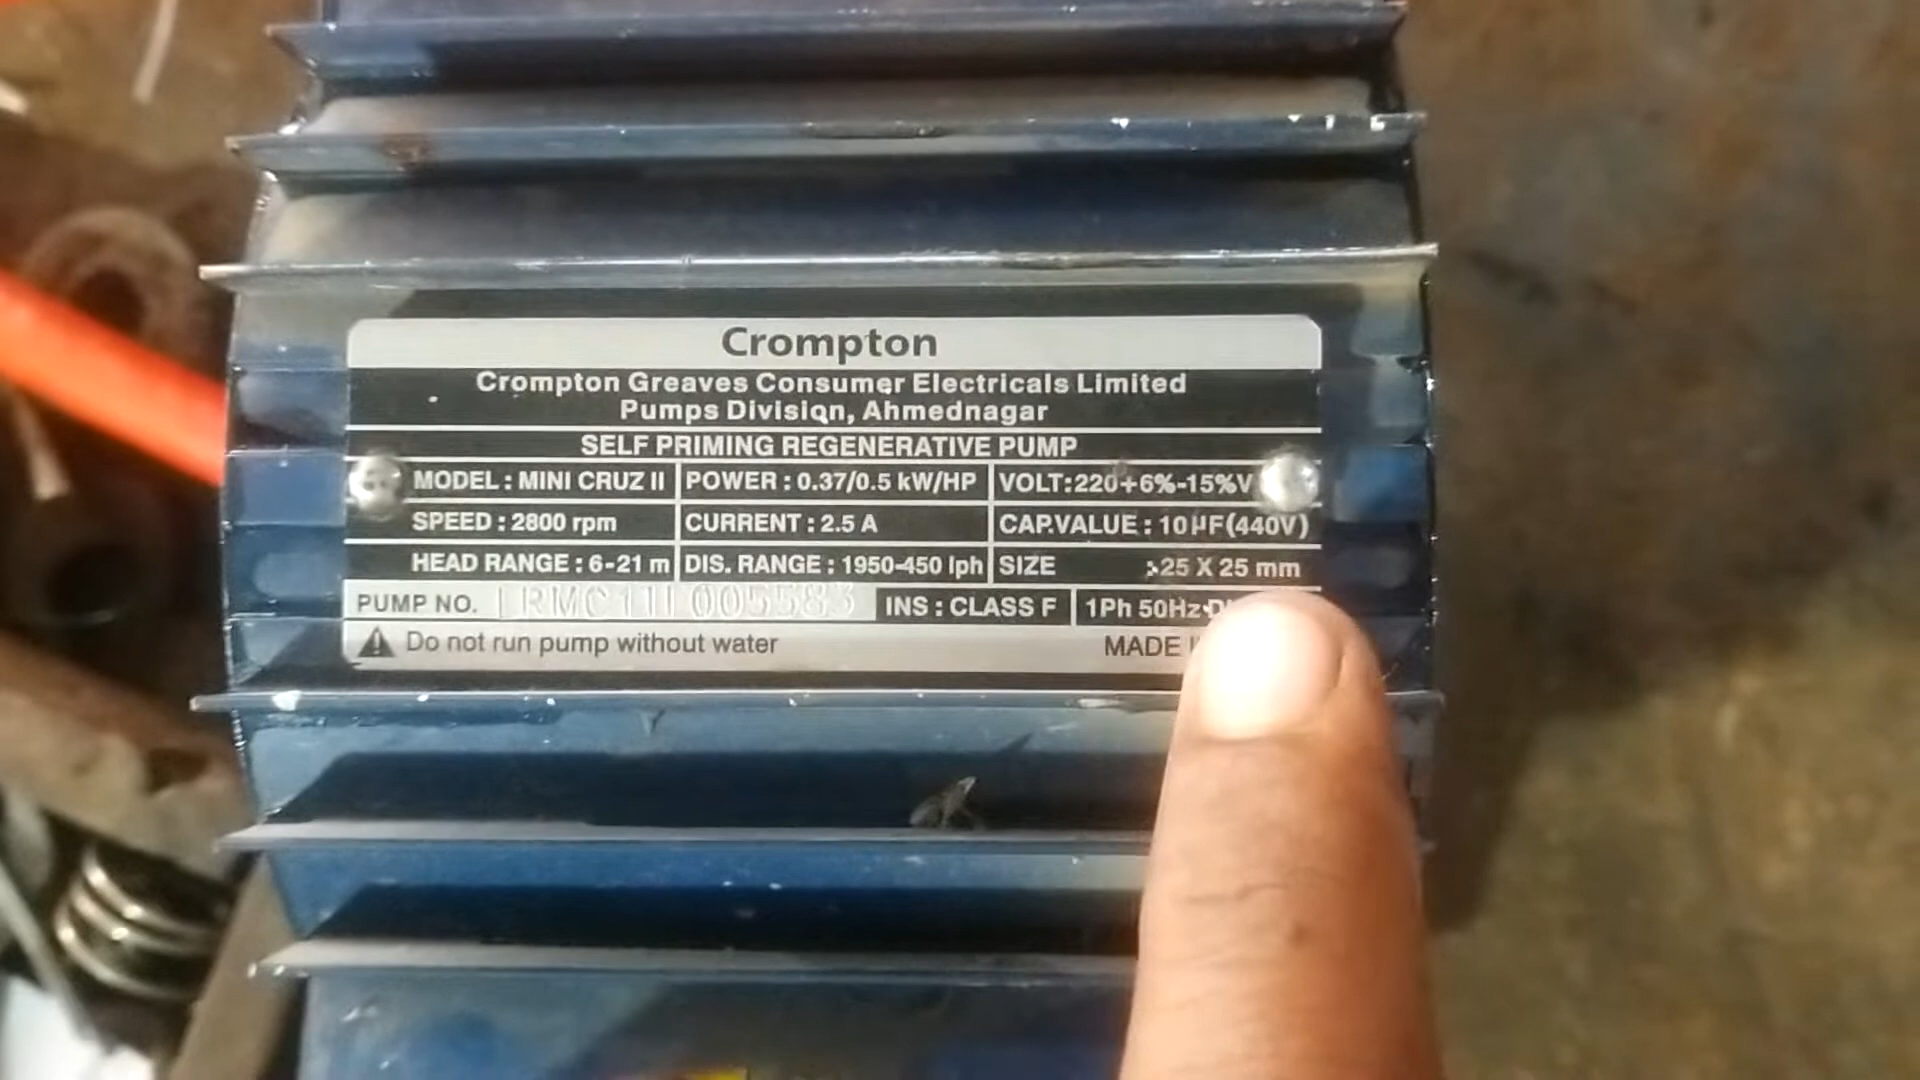 Crompton
Crompton Greaves Consumer Electricals Limited
Pumps Division, Ahmednagar
SELF PRIMING REGENERATIVE PUMP
MODEL : MINI CRUZ II POWER : 0.37/0.5 kW/HP VOLT:220+6%-15%V
SPEED : 2800 rpm CURRENT : 2.5 A CAP.VALUE : 10µF(440V)
HEAD RANGE : 6-21 m DIS. RANGE : 1950-450 lph SIZE :25 X 25 mm
PUMP NO. INS : CLASS F 1Ph 50Hz
Do not run pump without water MADE